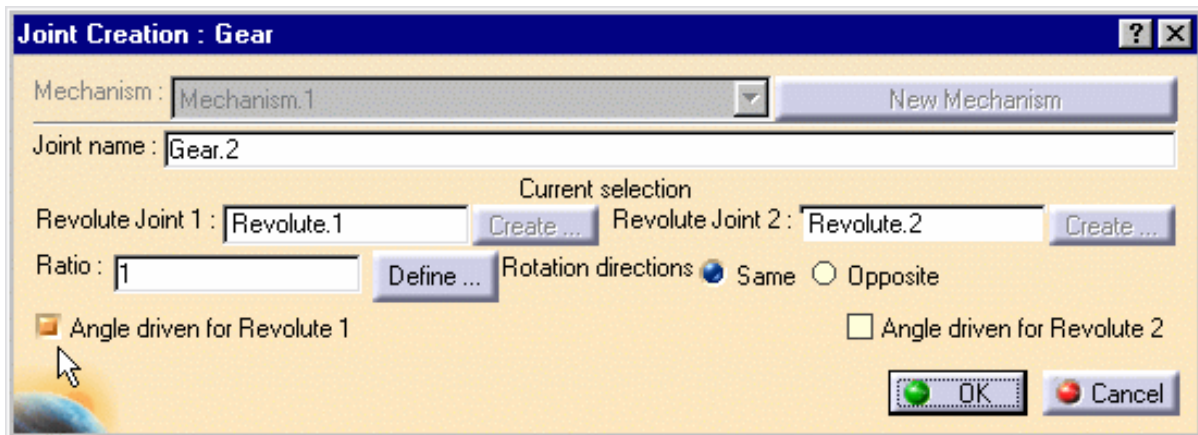 Joint Creation : Gear
Mechanism : Mechanism.1 New Mechanism
Joint name : Gear.2
Current selection
Revolute Joint 1 : Revolute.1 Create ... Revolute Joint 2 : Revolute.2 Create ...
Ratio : 1 Define ... Rotation directions Same Opposite
Angle driven for Revolute 1 Angle driven for Revolute 2
OK Cancel